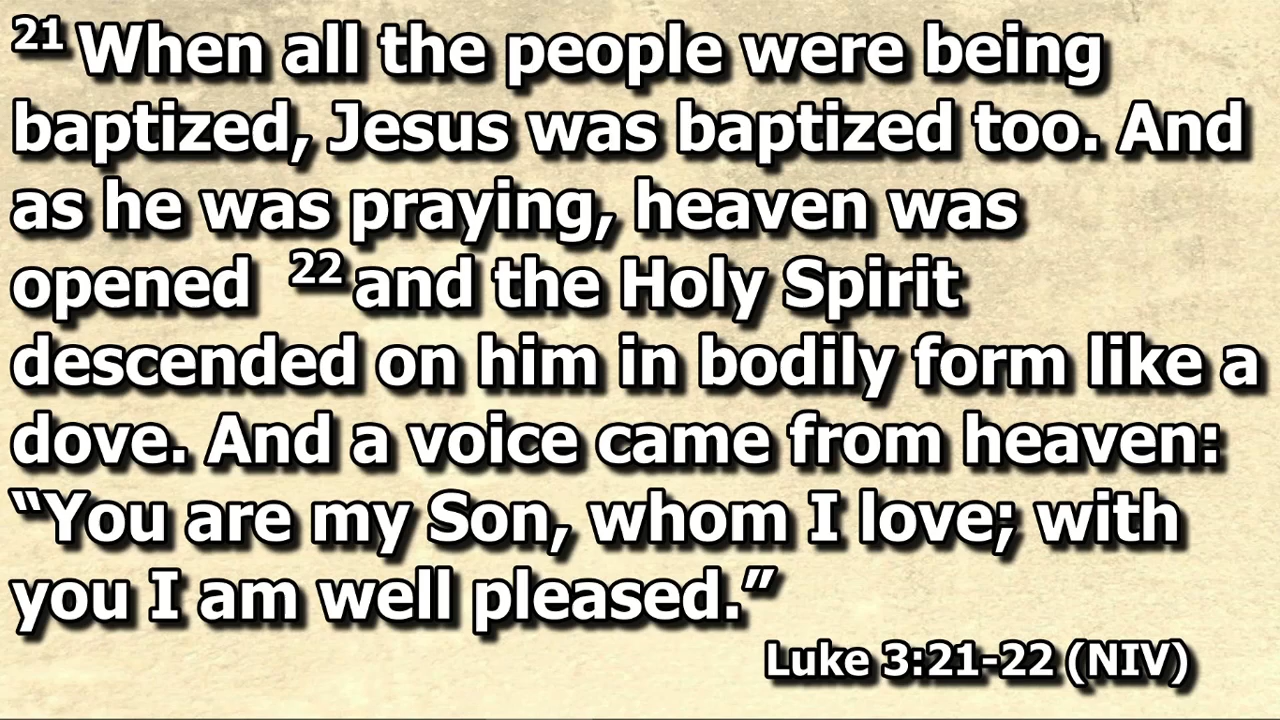 21 When all the people were being
baptized, Jesus was baptized too. And
as he was praying, heaven was
opened 22 and the Holy Spirit
descended on him in bodily form like a
dove. And a voice came from heaven:
“You are my Son, whom I love; with
you I am well pleased.”
Luke 3:21-22 (NIV)